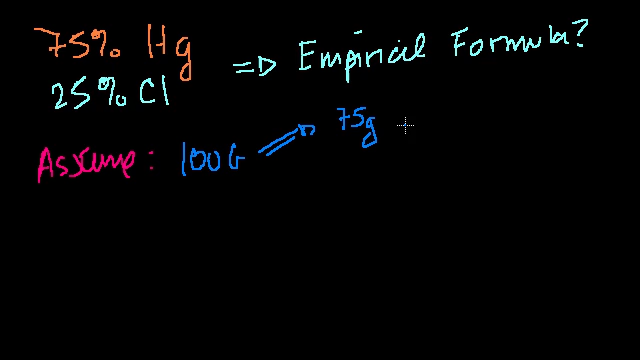 75% Hg
25% Cl
=> Empirical Formula?
Assume: 100G => 75g